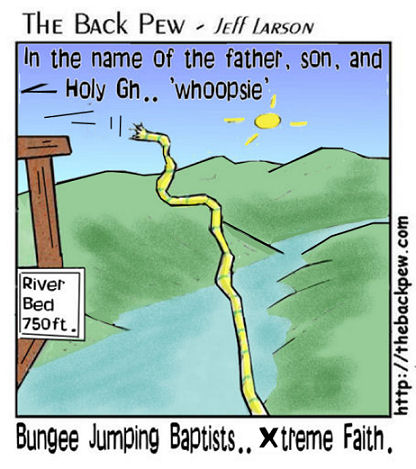 The Back Pew - Jeff Larson
In the name of the father, son, and
Holy Gh.. 'whoopsie'
River
Bed
750ft.
http://thebackpew.com
Bungee Jumping Baptists.. Xtreme Faith.